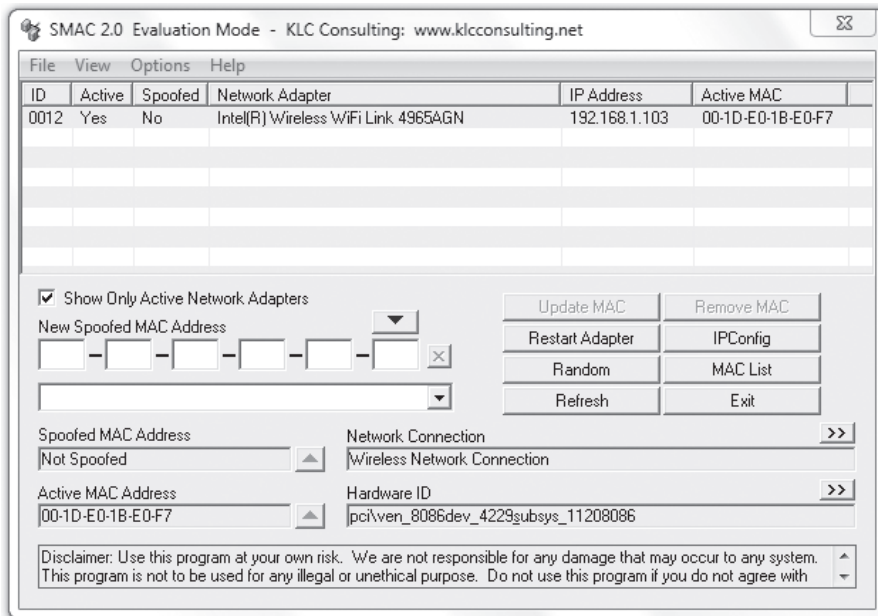 SMAC 2.0 Evaluation Mode - KLC Consulting: www.klcconsulting.net
File View Options Help
ID Active Spoofed Network Adapter IP Address Active MAC
0012 Yes No Intel(R) Wireless WiFi Link 4965AGN 192.168.1.103 00-1D-E0-1B-E0-F7
Show Only Active Network Adapters
New Spoofed MAC Address
Update MAC Remove MAC
Restart Adapter IPConfig
Random MAC List
Refresh Exit
Spoofed MAC Address
Not Spoofed
Network Connection >>
Wireless Network Connection
Active MAC Address
00-1D-E0-1B-E0-F7
Hardware ID >>
pci\ven_8086dev_4229subsys_11208086
Disclaimer: Use this program at your own risk. We are not responsible for any damage that may occur to any system.
This program is not to be used for any illegal or unethical purpose. Do not use this program if you do not agree with